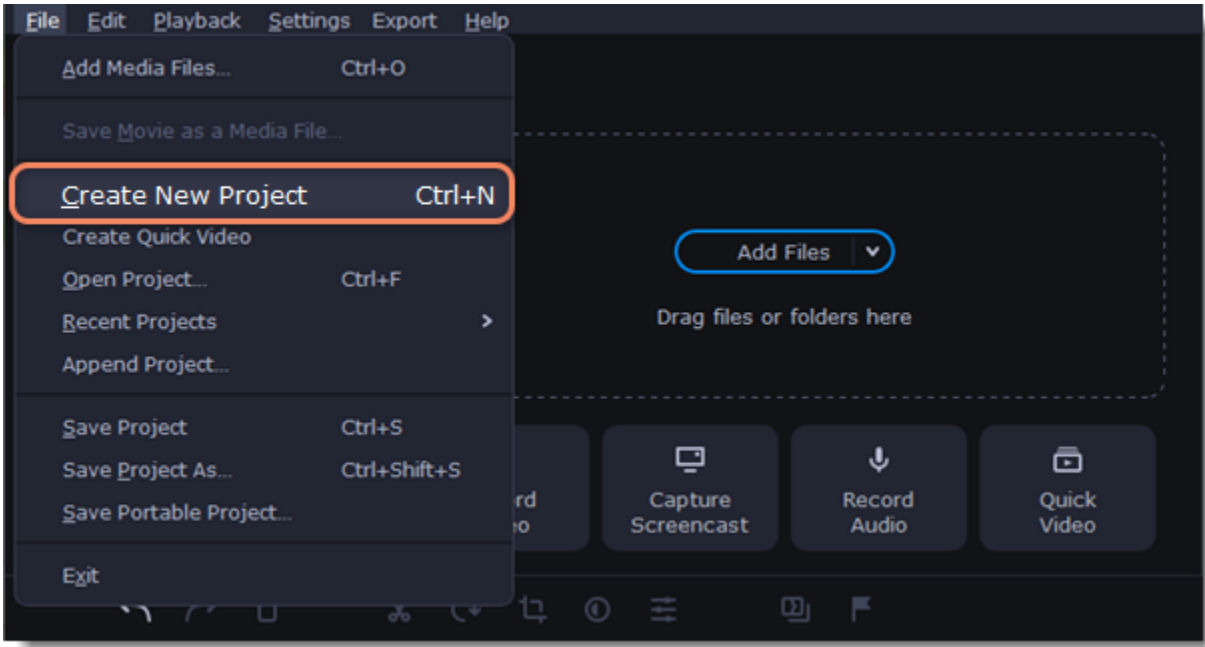 File Edit Playback Settings Export Help
Add Media Files... Ctrl+O
Save Movie as a Media File...
Create New Project Ctrl+N
Create Quick Video
Open Project... Ctrl+F
Recent Projects
Append Project...
Save Project Ctrl+S
Save Project As... Ctrl+Shift+S
Save Portable Project...
Exit
Add Files
Drag files or folders here
Capture
Screencast
Record
Audio
Quick
Video